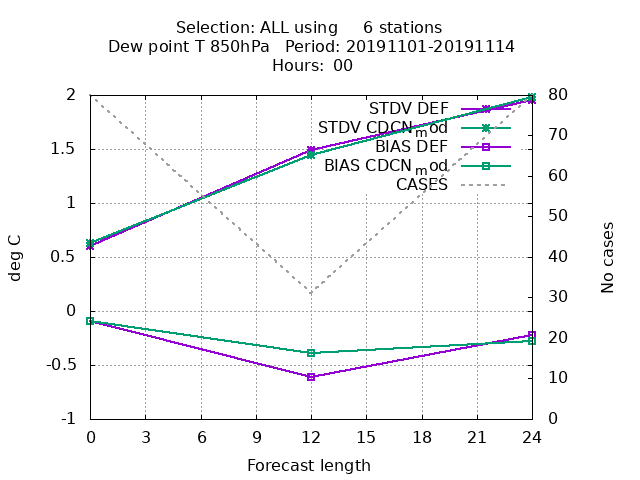 Selection: ALL using     6 stations
Dew point T 850hPa   Period: 20191101-20191114
Hours:  00
STDV DEF
STDV CDCN_mod
BIAS DEF
BIAS CDCN_mod
CASES
2
1.5
1
0.5
0
-0.5
-1
80
70
60
50
40
30
20
10
0
deg C
No cases
0 3 6 9 12 15 18 21 24
Forecast length